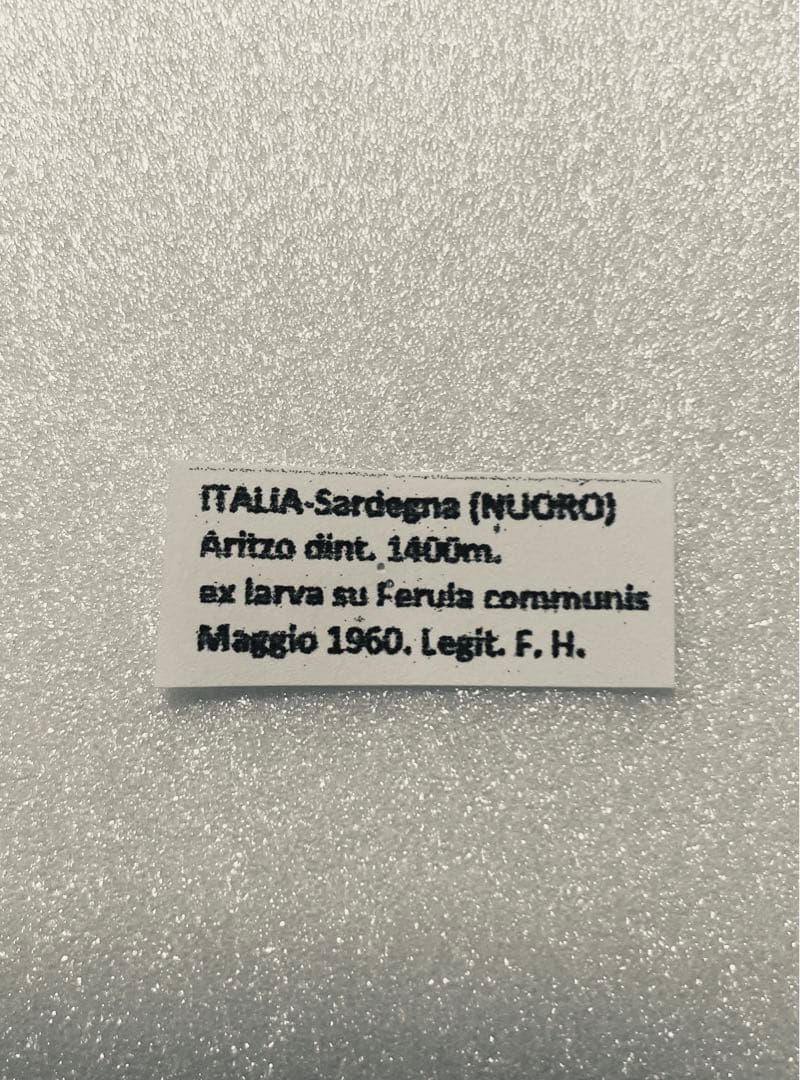 ITALIA-Sardegna (NUORO)
Aritzo dint. 1400m.
ex larva su Ferula communis
Maggio 1960. Legit. F. H.